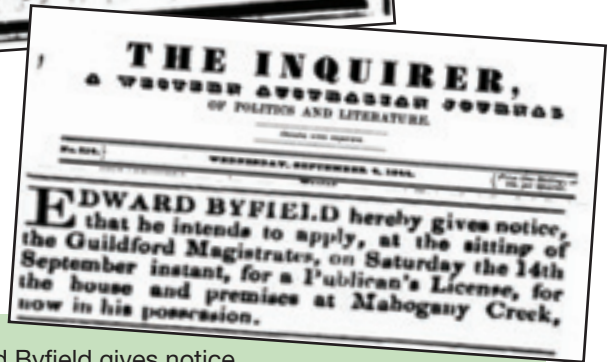 THE INQUIRER,
A WESTERN AUSTRALIAN JOURNAL
OF POLITICS AND LITERATURE.
WEDNESDAY, SEPTEMBER
EDWARD BYFIELD hereby gives notice,
that he intends to apply, at the sitting of
the Guildford Magistrates, on Saturday the 14th
September instant, for a Publican's License, for
the house and premises at Mahogany Creek,
now in his possession.
Byfield gives notice